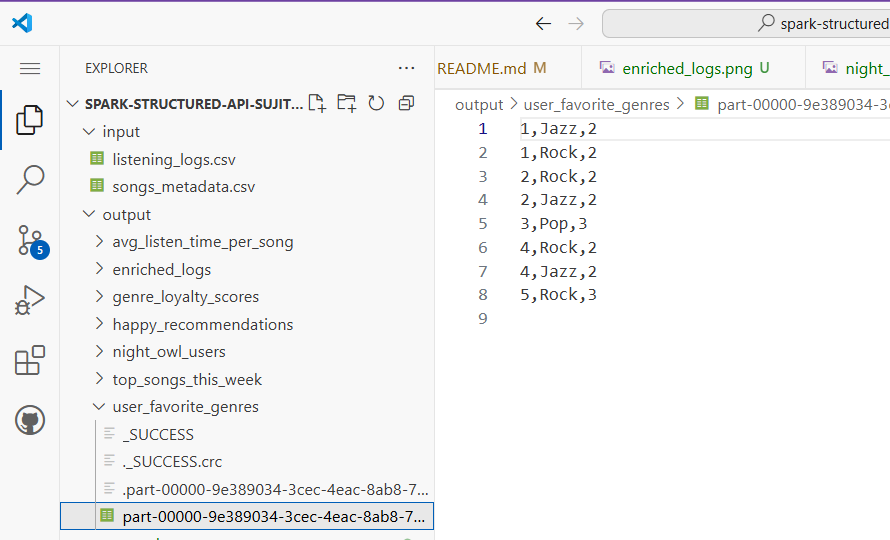 spark-structured
EXPLORER
...
README.md M
enriched_logs.png U
night_
SPARK-STRUCTURED-API-SUJIT...
output > user_favorite_genres > part-00000-9e389034-3c
input
listening_logs.csv
songs_metadata.csv
output
avg_listen_time_per_song
enriched_logs
genre_loyalty_scores
happy_recommendations
night_owl_users
top_songs_this_week
user_favorite_genres
_SUCCESS
._SUCCESS.crc
.part-00000-9e389034-3cec-4eac-8ab8-7...
part-00000-9e389034-3cec-4eac-8ab8-7...
5
1 1,Jazz,2
2 1,Rock,2
3 2,Rock,2
4 2,Jazz,2
5 3,Pop,3
6 4,Rock,2
7 4,Jazz,2
8 5,Rock,3
9